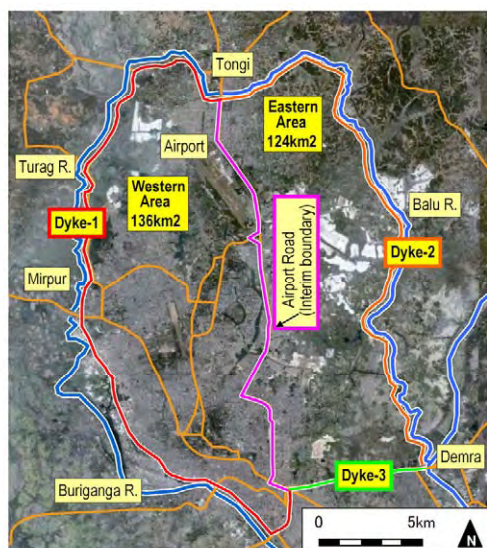 Tongi
Eastern
Area
124km2
Airport
Turag R.
Western
Area
136km2
Balu R.
Dyke-1
Dyke-2
Airport Road
(Interim boundary)
Mirpur
Demra
Dyke-3
Buriganga R.
0 5km
N